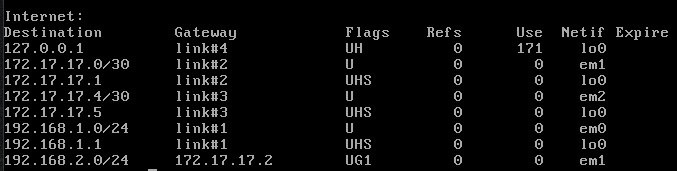 Internet:
Destination Gateway Flags Refs Use Netif Expire
127.0.0.1 link#4 UH 0 171 lo0
172.17.17.0/30 link#2 U 0 0 em1
172.17.17.1 link#2 UHS 0 0 lo0
172.17.17.4/30 link#3 U 0 0 em2
172.17.17.5 link#3 UHS 0 0 lo0
192.168.1.0/24 link#1 U 0 0 em0
192.168.1.1 link#1 UHS 0 0 lo0
192.168.2.0/24 172.17.17.2 UG1 0 0 em1